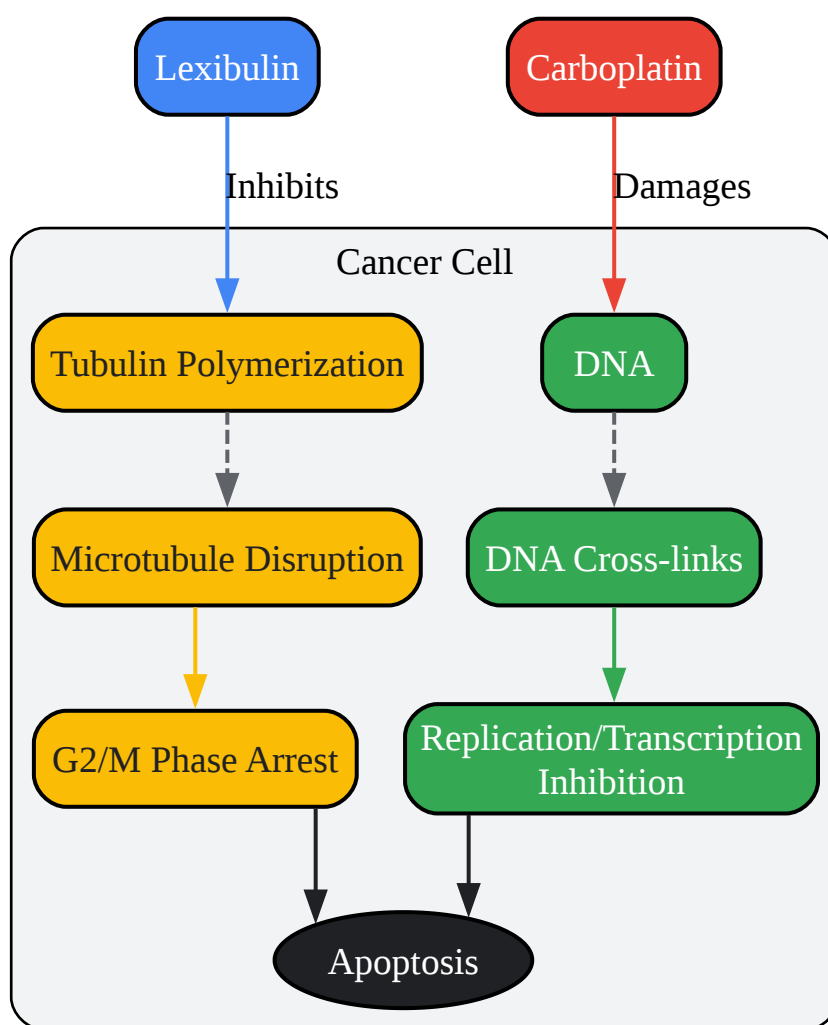 Lexibulin
Carboplatin
Inhibits
Damages
Cancer Cell
Tubulin Polymerization
DNA
Microtubule Disruption
DNA Cross-links
G2/M Phase Arrest
Replication/Transcription
Inhibition
Apoptosis